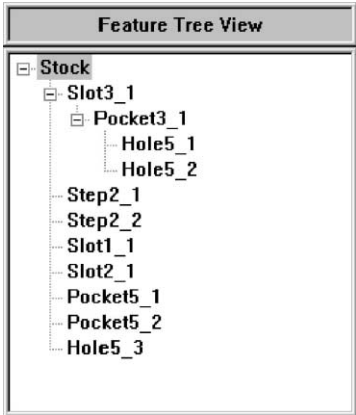 Feature Tree View
Stock
Slot3_1
Pocket3_1
Hole5_1
Hole5_2
Step2_1
Step2_2
Slot1_1
Slot2_1
Pocket5_1
Pocket5_2
Hole5_3